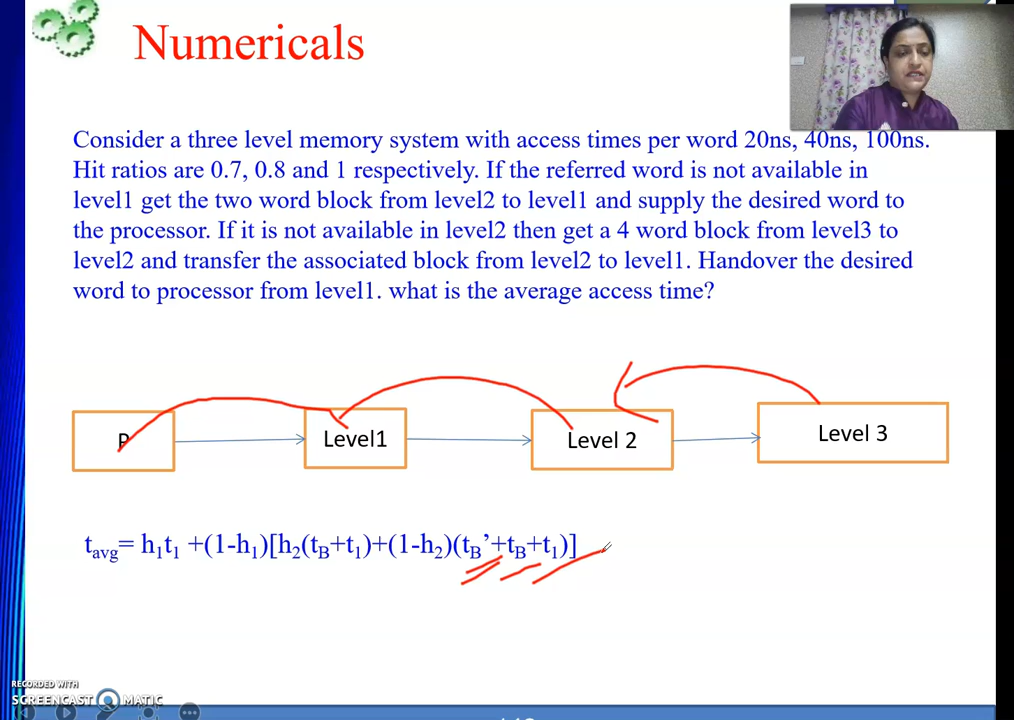 Numericals
Consider a three level memory system with access times per word 20ns, 40ns, 100ns.
Hit ratios are 0.7, 0.8 and 1 respectively. If the referred word is not available in
level1 get the two word block from level2 to level1 and supply the desired word to
the processor. If it is not available in level2 then get a 4 word block from level3 to
level2 and transfer the associated block from level2 to level1. Handover the desired
word to processor from level1. what is the average access time?
P
Level1
Level 2
Level 3
t_avg= h₁t₁ +(1-h₁)[h₂(t_B+t₁)+(1-h₂)(t_B’+t_B+t₁)]
RECORDED WITH
SCREENCAST MATIC